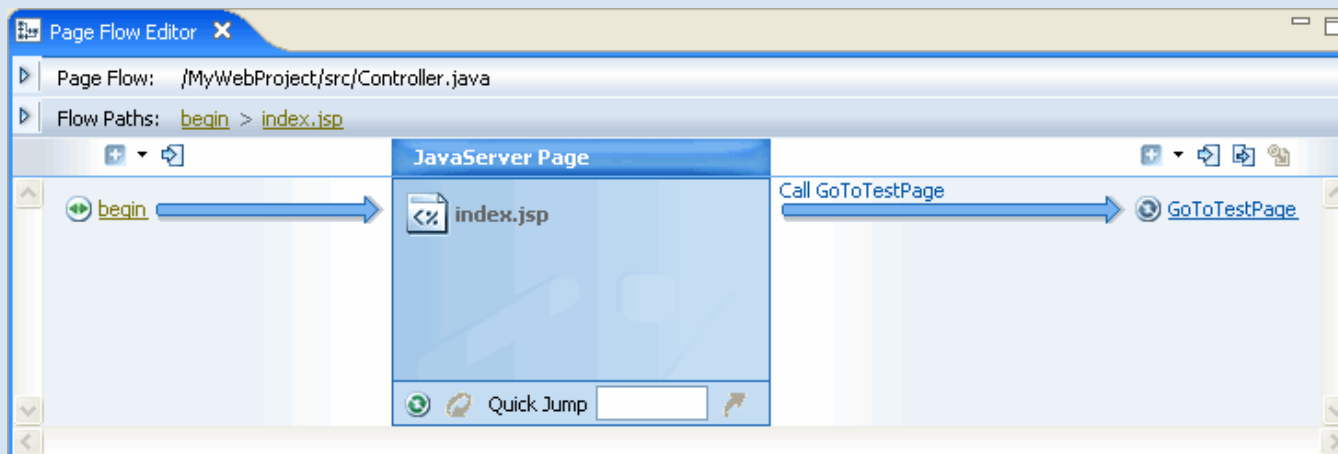 Page Flow Editor
Page Flow: /MyWebProject/src/Controller.java
Flow Paths: begin > index.jsp
JavaServer Page
begin
index.jsp
Call GoToTestPage
GoToTestPage
Quick Jump